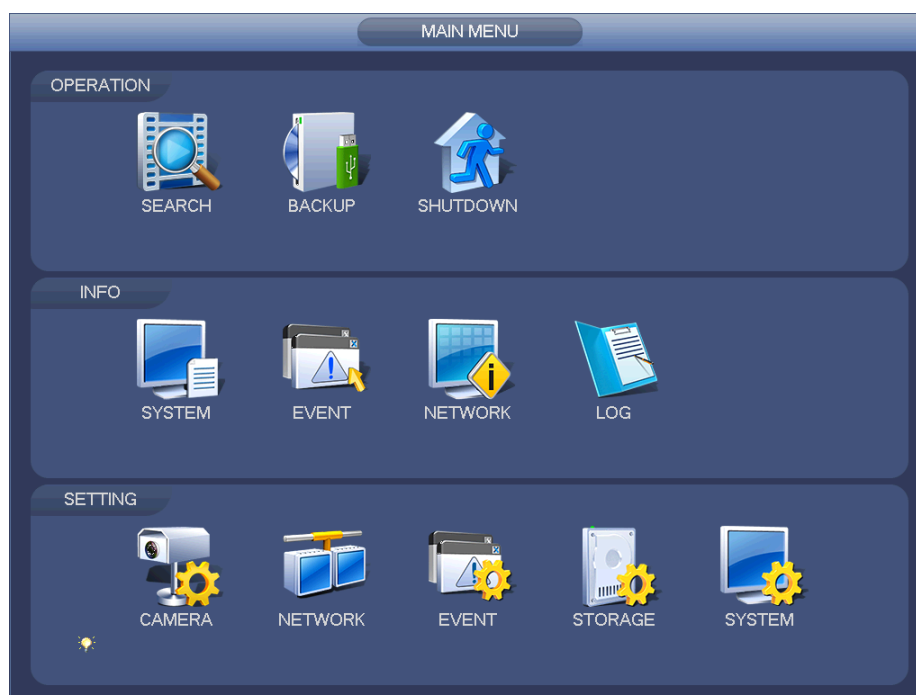 MAIN MENU
OPERATION
SEARCH BACKUP SHUTDOWN
INFO
SYSTEM EVENT NETWORK LOG
SETTING
CAMERA NETWORK EVENT STORAGE SYSTEM